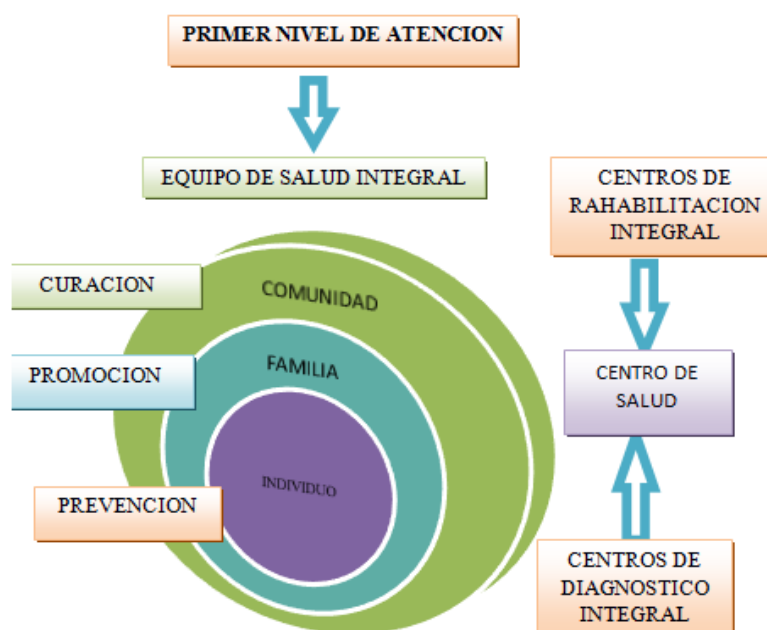 PRIMER NIVEL DE ATENCION
EQUIPO DE SALUD INTEGRAL
CENTROS DE
RAHABILITACION
INTEGRAL
CURACION
COMUNIDAD
PROMOCION
FAMILIA
CENTRO DE
SALUD
PREVENCION
INDIVIDUO
CENTROS DE
DIAGNOSTICO
INTEGRAL